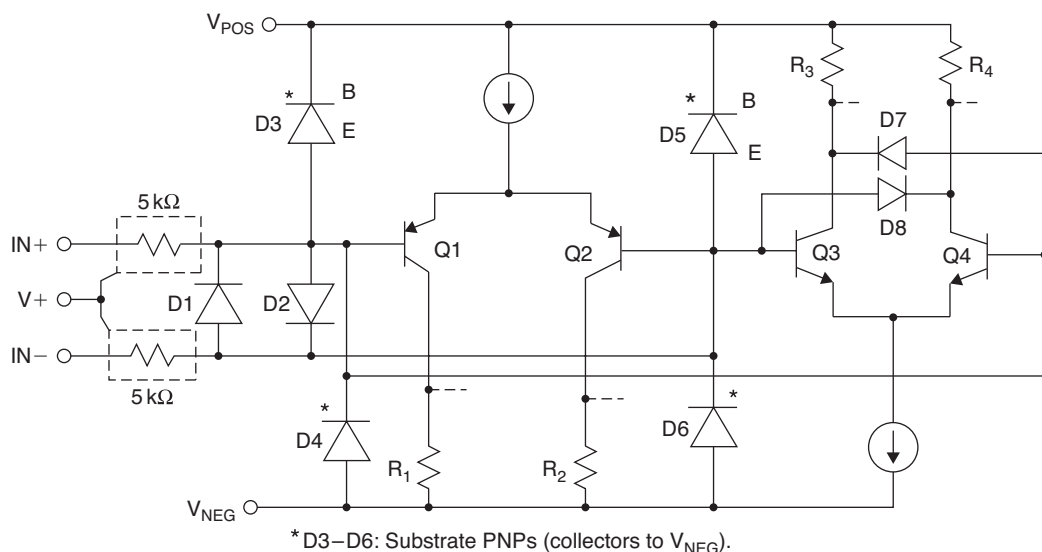 V_POS
R3
R4
* B
D3
E
* B
D5
E
D7
D8
5 kΩ
IN+
Q1
Q2
Q3
Q4
V+
D1
D2
IN−
5 kΩ
*
D4
R1
R2
D6
*
V_NEG
*D3–D6: Substrate PNPs (collectors to V_NEG).